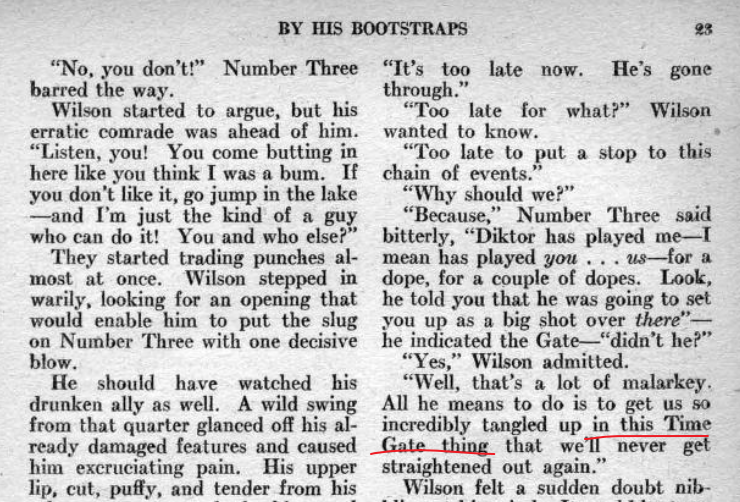 BY HIS BOOTSTRAPS 23
“No, you don't!” Number Three
barred the way.
Wilson started to argue, but his
erratic comrade was ahead of him.
“Listen, you! You come butting in
here like you think I was a bum. If
you don't like it, go jump in the lake
—and I'm just the kind of a guy
who can do it! You and who else?”
They started trading punches al-
most at once. Wilson stepped in
warily, looking for an opening that
would enable him to put the slug
on Number Three with one decisive
blow.
He should have watched his
drunken ally as well. A wild swing
from that quarter glanced off his al-
ready damaged features and caused
him excruciating pain. His upper
lip, cut, puffy, and tender from his
“It's too late now. He's gone
through.”
“Too late for what?” Wilson
wanted to know.
“Too late to put a stop to this
chain of events.”
“Why should we?”
“Because,” Number Three said
bitterly, “Diktor has played me—I
mean has played you . . . us—for a
dope, for a couple of dopes. Look,
he told you that he was going to set
you up as a big shot over there”—
he indicated the Gate—“didn't he?”
“Yes,” Wilson admitted.
“Well, that's a lot of malarkey.
All he means to do is to get us so
incredibly tangled up in this Time
Gate thing that we'll never get
straightened out again.”
Wilson felt a sudden doubt nib-